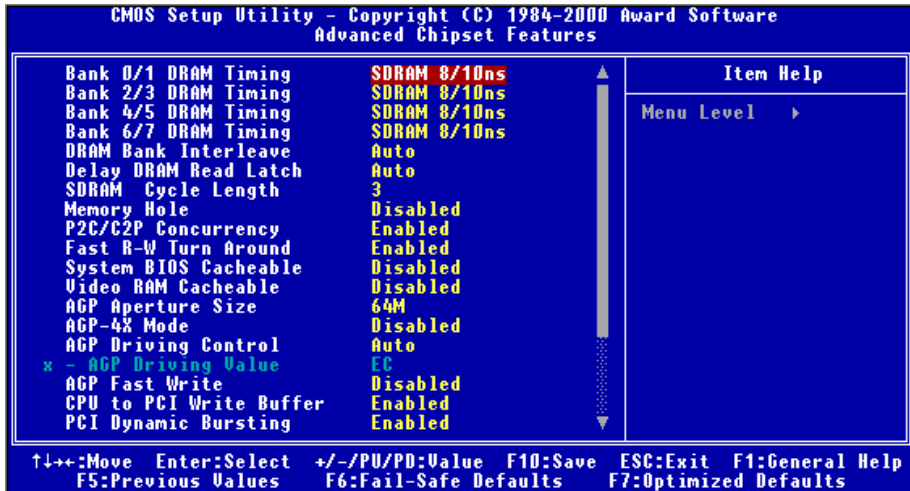 CMOS Setup Utility - Copyright (C) 1984-2000 Award Software
Advanced Chipset Features
Bank 0/1 DRAM Timing SDRAM 8/10ns
Bank 2/3 DRAM Timing SDRAM 8/10ns
Bank 4/5 DRAM Timing SDRAM 8/10ns
Bank 6/7 DRAM Timing SDRAM 8/10ns
DRAM Bank Interleave Auto
Delay DRAM Read Latch Auto
SDRAM Cycle Length 3
Memory Hole Disabled
P2C/C2P Concurrency Enabled
Fast R-W Turn Around Enabled
System BIOS Cacheable Disabled
Video RAM Cacheable Disabled
AGP Aperture Size 64M
AGP-4X Mode Disabled
AGP Driving Control Auto
x - AGP Driving Value EC
AGP Fast Write Disabled
CPU to PCI Write Buffer Enabled
PCI Dynamic Bursting Enabled
Item Help
Menu Level ▸
↑↓→←:Move Enter:Select +/-/PU/PD:Value F10:Save ESC:Exit F1:General Help
F5:Previous Values F6:Fail-Safe Defaults F7:Optimized Defaults